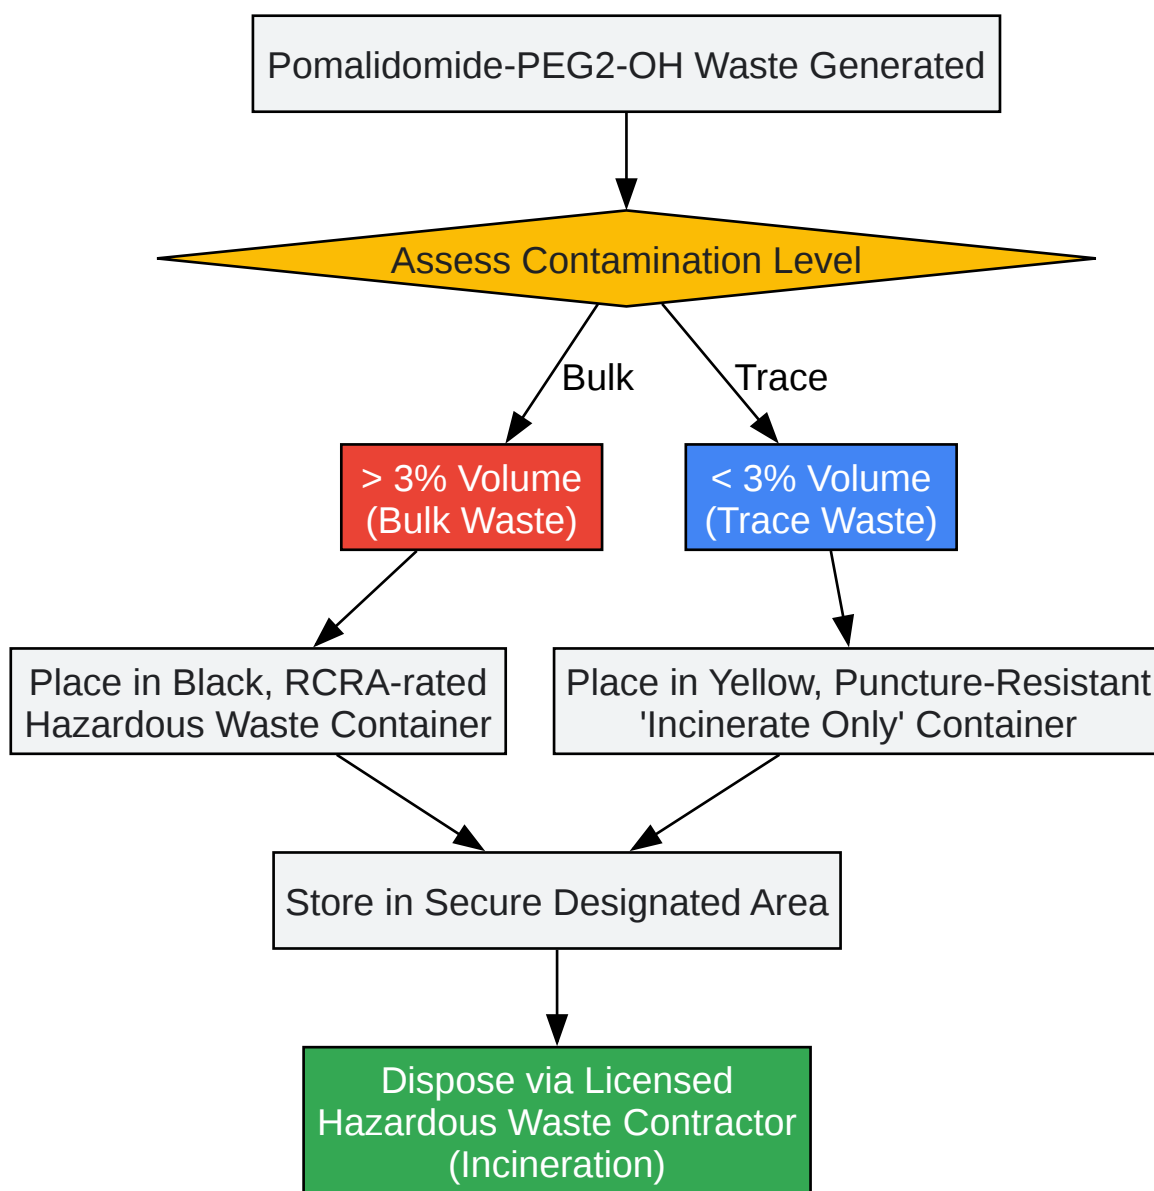 Pomalidomide-PEG2-OH Waste Generated
Assess Contamination Level
Bulk
Trace
> 3% Volume
(Bulk Waste)
< 3% Volume
(Trace Waste)
Place in Black, RCRA-rated
Hazardous Waste Container
Place in Yellow, Puncture-Resistant
'Incinerate Only' Container
Store in Secure Designated Area
Dispose via Licensed
Hazardous Waste Contractor
(Incineration)